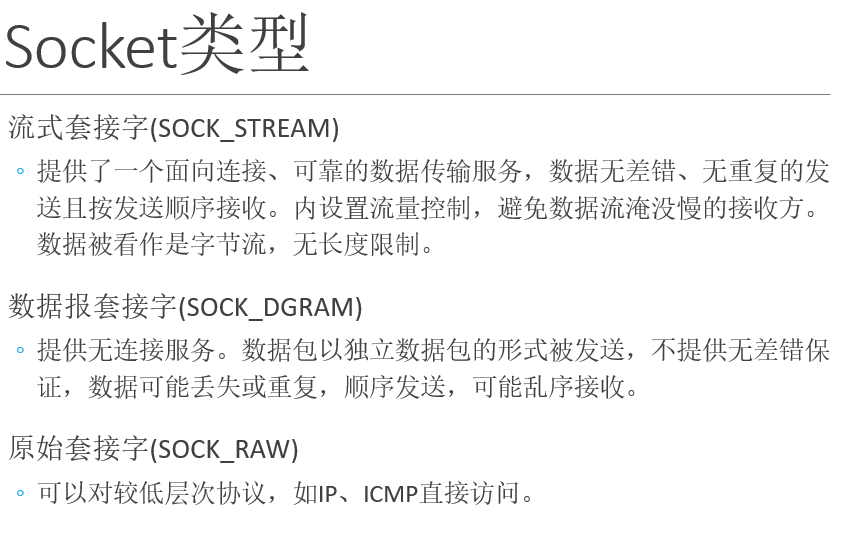 Socket类型
流式套接字(SOCK_STREAM)
◦ 提供了一个面向连接、可靠的数据传输服务，数据无差错、无重复的发
送且按发送顺序接收。内设置流量控制，避免数据流淹没慢的接收方。
数据被看作是字节流，无长度限制。
数据报套接字(SOCK_DGRAM)
◦ 提供无连接服务。数据包以独立数据包的形式被发送，不提供无差错保
证，数据可能丢失或重复，顺序发送，可能乱序接收。
原始套接字(SOCK_RAW)
◦ 可以对较低层次协议，如IP、ICMP直接访问。